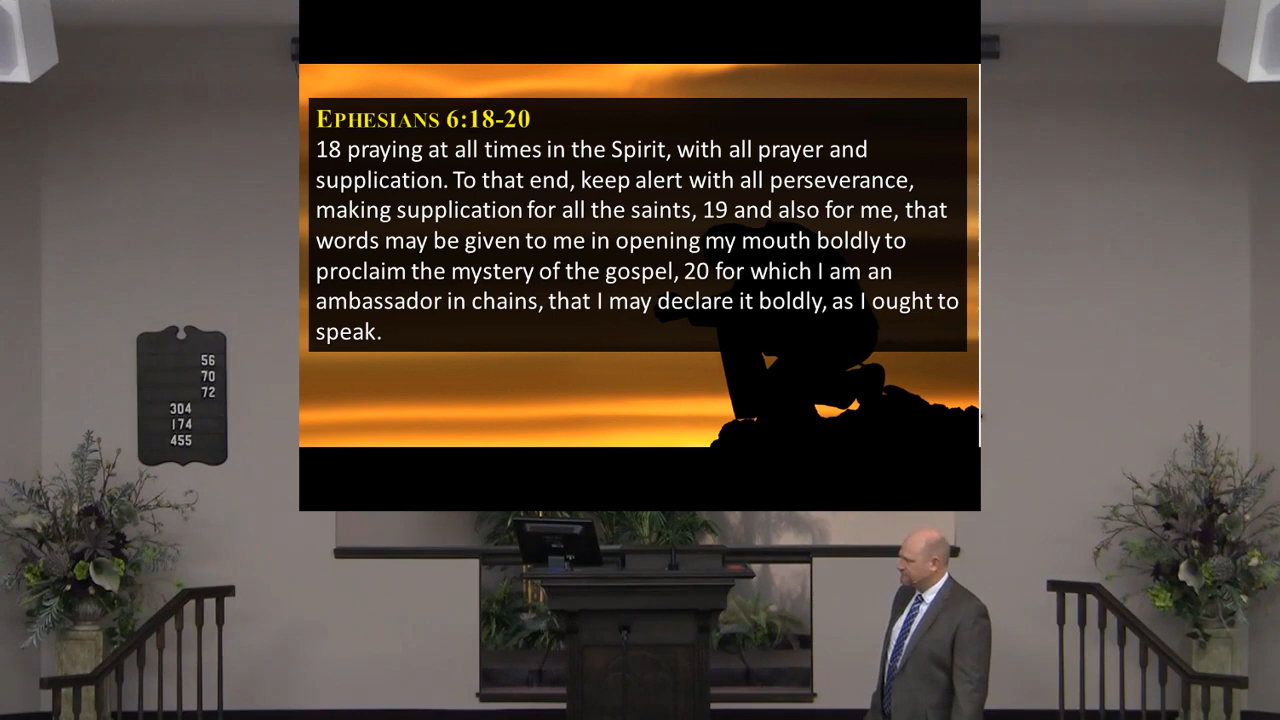 EPHESIANS 6:18-20
18 praying at all times in the Spirit, with all prayer and
supplication. To that end, keep alert with all perseverance,
making supplication for all the saints, 19 and also for me, that
words may be given to me in opening my mouth boldly to
proclaim the mystery of the gospel, 20 for which I am an
ambassador in chains, that I may declare it boldly, as I ought to
speak.
56
70
72
304
174
455